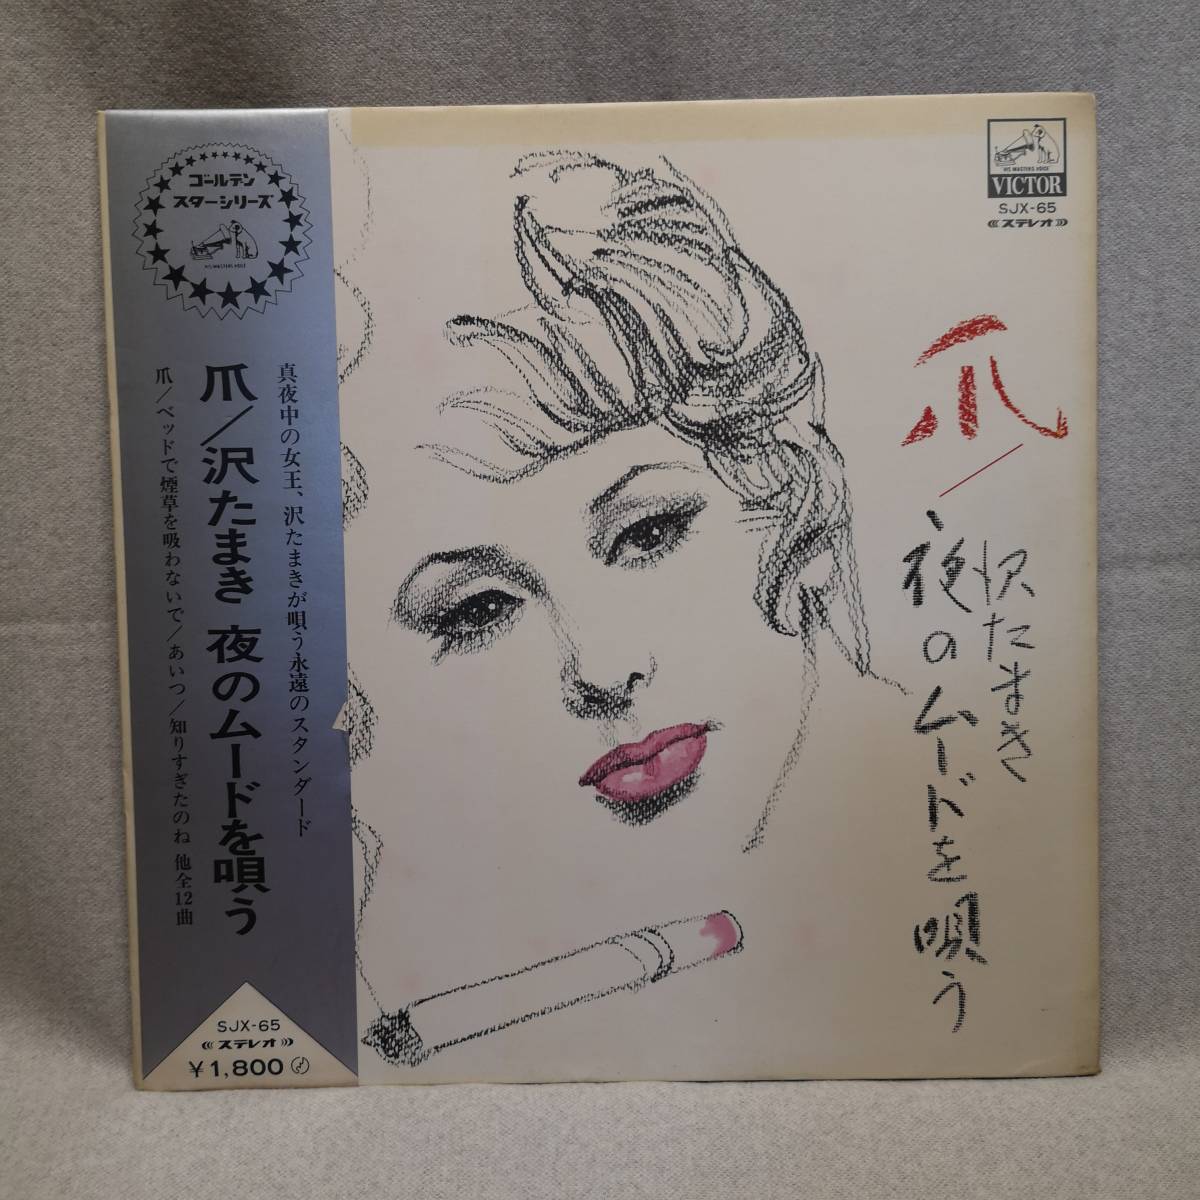 ゴールデン
スターシリーズ
HIS MASTERS VOICE
真夜中の女王、沢たまきが唄う永遠のスタンダード
爪/沢たまき 夜のムードを唄う
爪/ベッドで煙草を吸わないで/あいつ/知りすぎたのね 他全12曲
SJX-65
ステレオ
¥1,800
HIS MASTERS VOICE
VICTOR
SJX-65
ステレオ
爪/
沢たまき
夜のムードを唄う